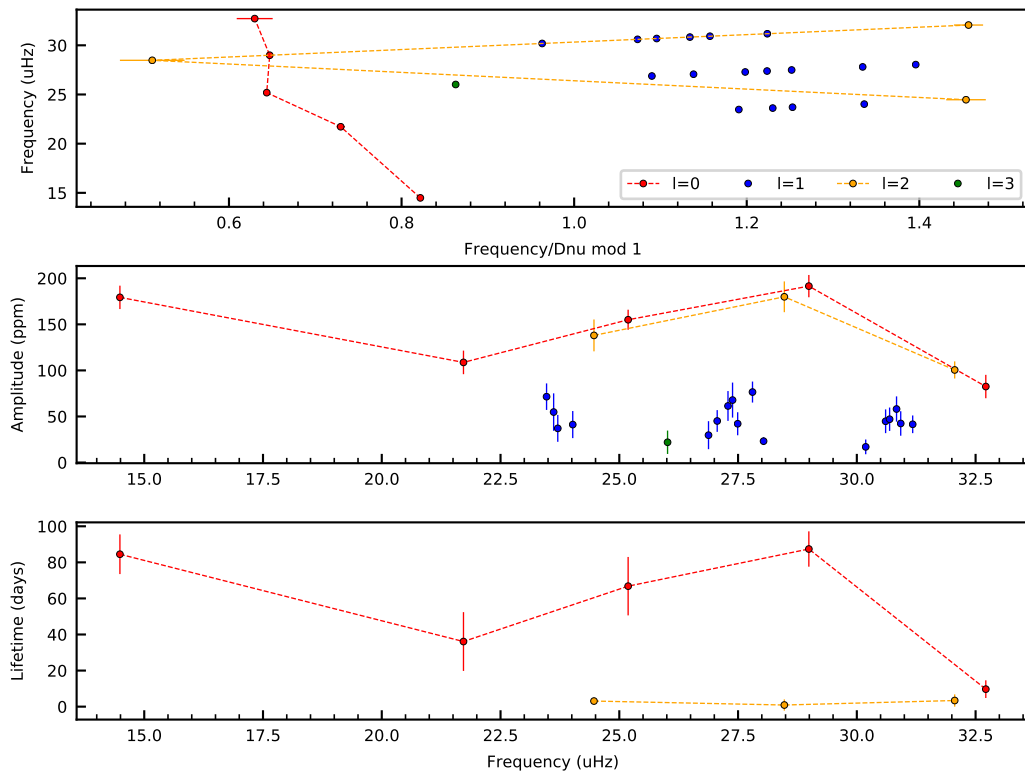 Frequency (uHz)
30
25
20
15
l=0 l=1 l=2 l=3
0.6 0.8 1.0 1.2 1.4
Frequency/Dnu mod 1
Amplitude (ppm)
200
150
100
50
0
15.0 17.5 20.0 22.5 25.0 27.5 30.0 32.5
Lifetime (days)
100
80
60
40
20
0
15.0 17.5 20.0 22.5 25.0 27.5 30.0 32.5
Frequency (uHz)